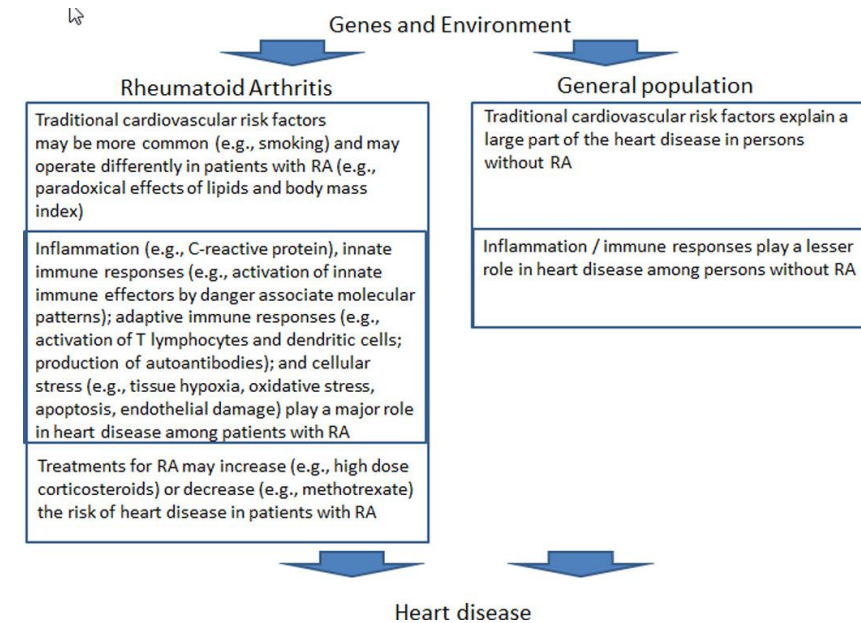 Genes and Environment
Rheumatoid Arthritis
Traditional cardiovascular risk factors
may be more common (e.g., smoking) and may
operate differently in patients with RA (e.g.,
paradoxical effects of lipids and body mass
index)
Inflammation (e.g., C-reactive protein), innate
immune responses (e.g., activation of innate
immune effectors by danger associate molecular
patterns); adaptive immune responses (e.g.,
activation of T lymphocytes and dendritic cells;
production of autoantibodies); and cellular
stress (e.g., tissue hypoxia, oxidative stress,
apoptosis, endothelial damage) play a major role
in heart disease among patients with RA
Treatments for RA may increase (e.g., high dose
corticosteroids) or decrease (e.g., methotrexate)
the risk of heart disease in patients with RA
General population
Traditional cardiovascular risk factors explain a
large part of the heart disease in persons
without RA
Inflammation / immune responses play a lesser
role in heart disease among persons without RA
Heart disease